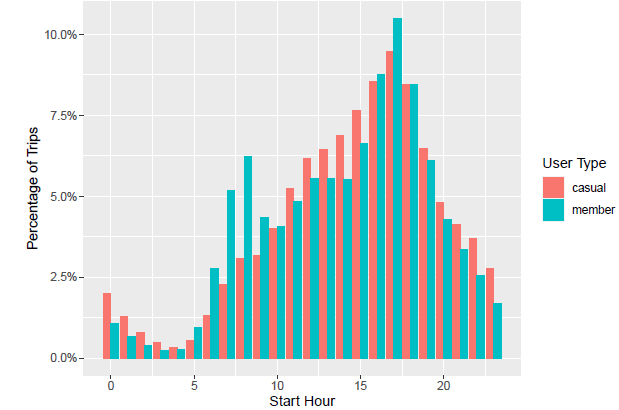 10.0%
7.5%
5.0%
2.5%
0.0%
Percentage of Trips
0 5 10 15 20
Start Hour
User Type
casual
member